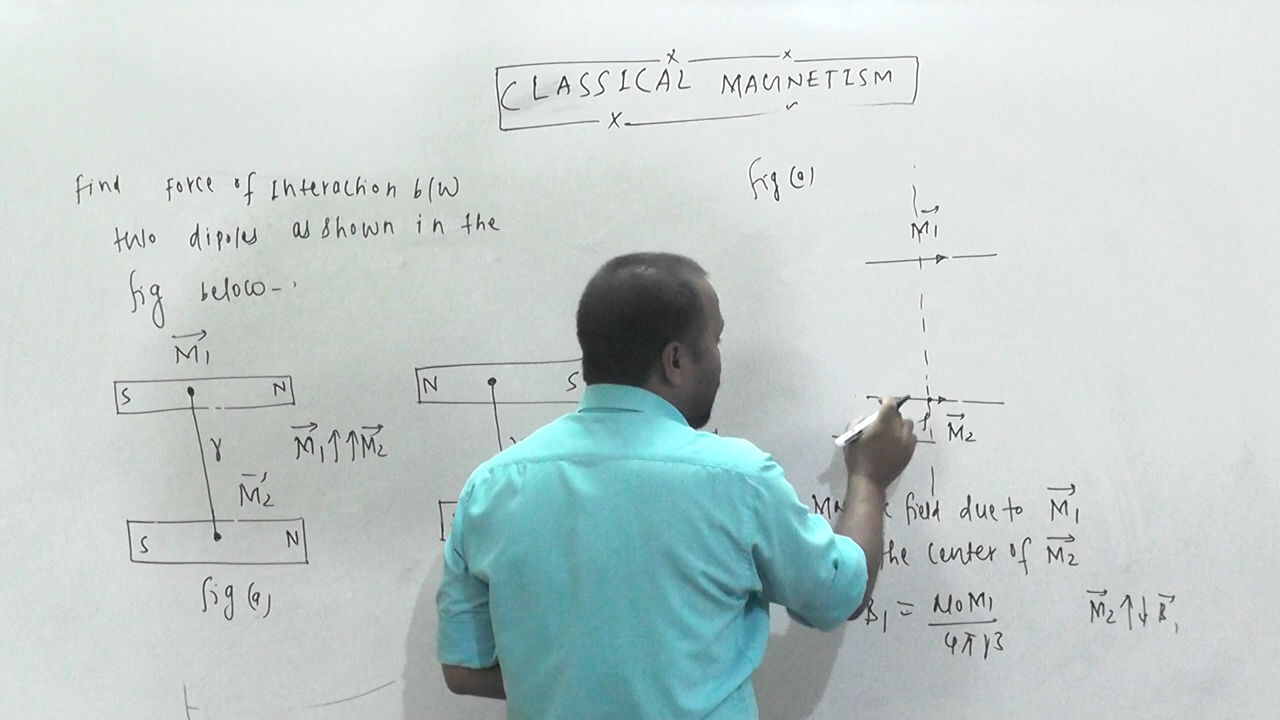 CLASSICAL MAGNETISM
find force of Interaction b/w
two dipoles as shown in the
fig below-
M₁
S N
r
M₁↑↑M₂
M₂
S N
fig (a)
N S
fig (a)
M₁
M₂
field due to M₁
the center of M₂
B₁ = μ₀M₁ / 4πr³
M₂↑↓B₁